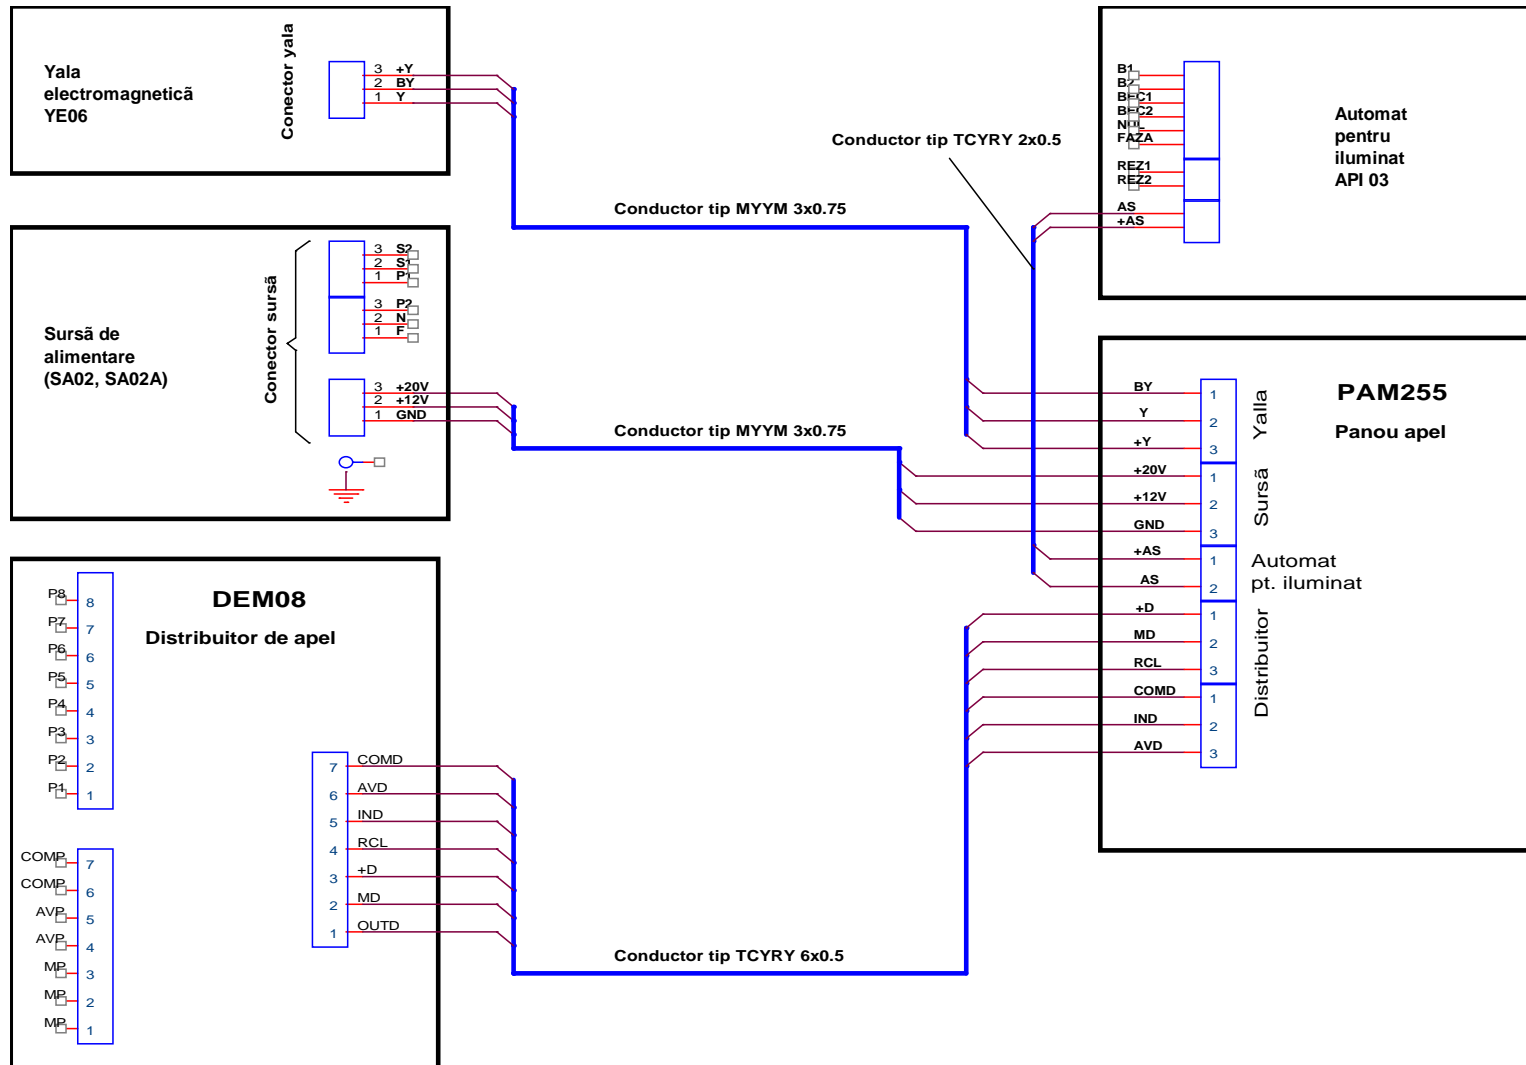 Yala
electromagneticã
YE06
Conector yala
3 +Y
2 BY
1 Y
Sursã de
alimentare
(SA02, SA02A)
Conector sursã
3 S2
2 S1
1 P1
3 P2
2 N
1 F
3 +20V
2 +12V
1 GND
DEM08
Distribuitor de apel
P8 8
P7 7
P6 6
P5 5
P4 4
P3 3
P2 2
P1 1
COMP 7
COMP 6
AVP 5
AVP 4
MP 3
MP 2
MP 1
7 COMD
6 AVD
5 IND
4 RCL
3 +D
2 MD
1 OUTD
Conductor tip MYYM 3x0.75
Conductor tip MYYM 3x0.75
Conductor tip TCYRY 6x0.5
Conductor tip TCYRY 2x0.5
B1
B2
BEC1
BEC2
NUL
FAZA
REZ1
REZ2
AS
+AS
Automat
pentru
iluminat
API 03
PAM255
Panou apel
BY 1
Y 2
+Y 3
Yalla
+20V 1
+12V 2
GND 3
Sursã
+AS 1
AS 2
Automat
pt. iluminat
+D 1
MD 2
RCL 3
COMD 1
IND 2
AVD 3
Distribuitor